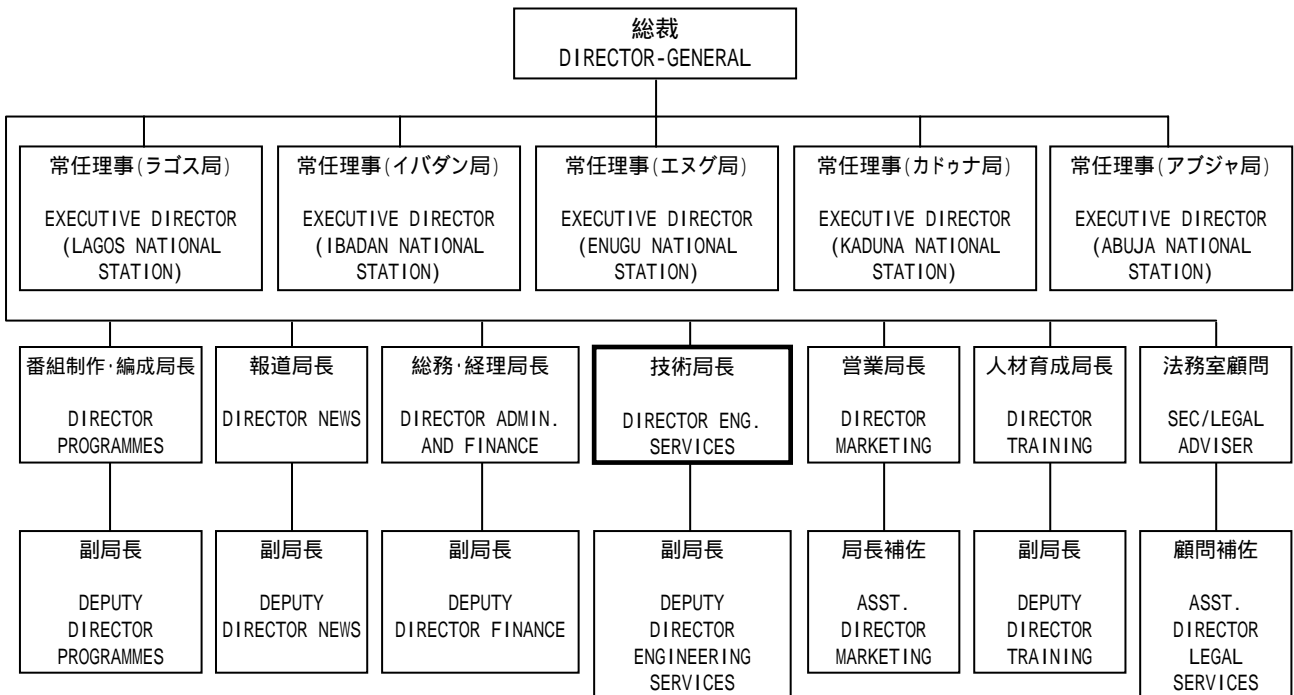 総裁
DIRECTOR-GENERAL
常任理事(ラゴス局)
EXECUTIVE DIRECTOR
(LAGOS NATIONAL
STATION)
常任理事(イバダン局)
EXECUTIVE DIRECTOR
(IBADAN NATIONAL
STATION)
常任理事(エヌグ局)
EXECUTIVE DIRECTOR
(ENUGU NATIONAL
STATION)
常任理事(カドゥナ局)
EXECUTIVE DIRECTOR
(KADUNA NATIONAL
STATION)
常任理事(アブジャ局)
EXECUTIVE DIRECTOR
(ABUJA NATIONAL
STATION)
番組制作・編成局長
DIRECTOR
PROGRAMMES
報道局長
DIRECTOR NEWS
総務・経理局長
DIRECTOR ADMIN.
AND FINANCE
技術局長
DIRECTOR ENG.
SERVICES
営業局長
DIRECTOR
MARKETING
人材育成局長
DIRECTOR
TRAINING
法務室顧問
SEC/LEGAL
ADVISER
副局長
DEPUTY
DIRECTOR
PROGRAMMES
副局長
DEPUTY
DIRECTOR NEWS
副局長
DEPUTY
DIRECTOR FINANCE
副局長
DEPUTY
DIRECTOR
ENGINEERING
SERVICES
局長補佐
ASST.
DIRECTOR
MARKETING
副局長
DEPUTY
DIRECTOR
TRAINING
顧問補佐
ASST.
DIRECTOR
LEGAL
SERVICES